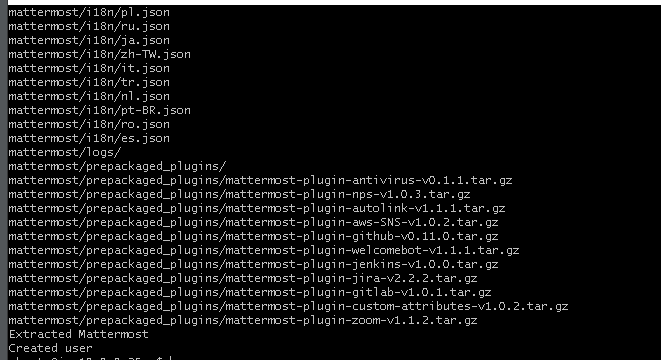 mattermost/i18n/pl.json
mattermost/i18n/ru.json
mattermost/i18n/ja.json
mattermost/i18n/zh-TW.json
mattermost/i18n/it.json
mattermost/i18n/tr.json
mattermost/i18n/nl.json
mattermost/i18n/pt-BR.json
mattermost/i18n/ro.json
mattermost/i18n/es.json
mattermost/logs/
mattermost/prepackaged_plugins/
mattermost/prepackaged_plugins/mattermost-plugin-antivirus-v0.1.1.tar.gz
mattermost/prepackaged_plugins/mattermost-plugin-nps-v1.0.3.tar.gz
mattermost/prepackaged_plugins/mattermost-plugin-autolink-v1.1.1.tar.gz
mattermost/prepackaged_plugins/mattermost-plugin-aws-SNS-v1.0.2.tar.gz
mattermost/prepackaged_plugins/mattermost-plugin-github-v0.11.0.tar.gz
mattermost/prepackaged_plugins/mattermost-plugin-welcomebot-v1.1.1.tar.gz
mattermost/prepackaged_plugins/mattermost-plugin-jenkins-v1.0.0.tar.gz
mattermost/prepackaged_plugins/mattermost-plugin-jira-v2.2.2.tar.gz
mattermost/prepackaged_plugins/mattermost-plugin-gitlab-v1.0.1.tar.gz
mattermost/prepackaged_plugins/mattermost-plugin-custom-attributes-v1.0.2.tar.gz
mattermost/prepackaged_plugins/mattermost-plugin-zoom-v1.1.2.tar.gz
Extracted Mattermost
Created user